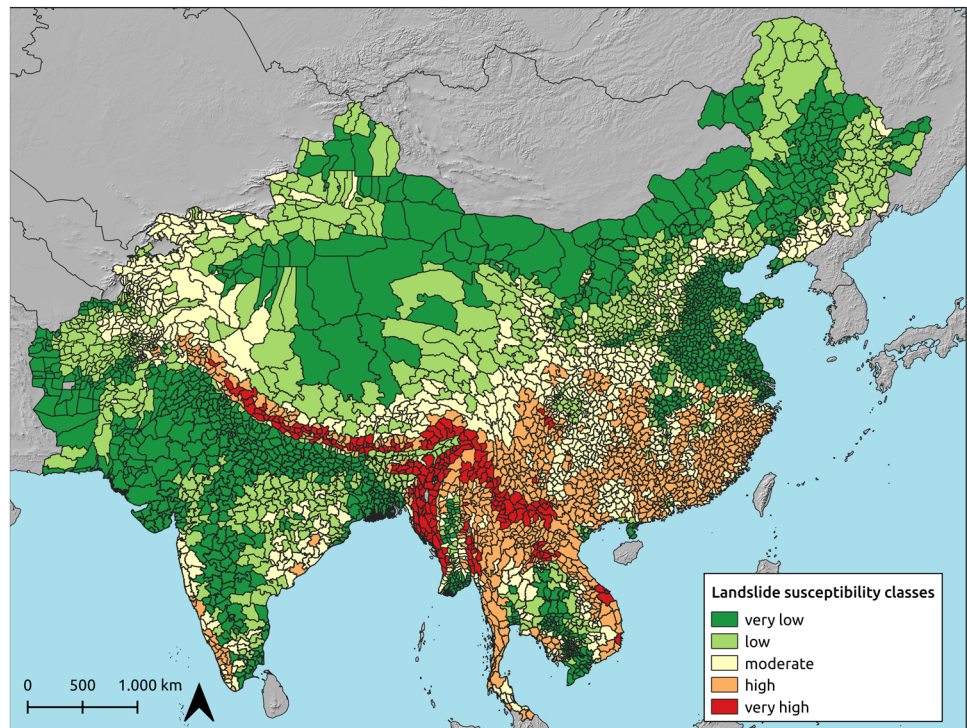 Landslide susceptibility classes
very low
low
moderate
high
very high
0 500 1.000 km